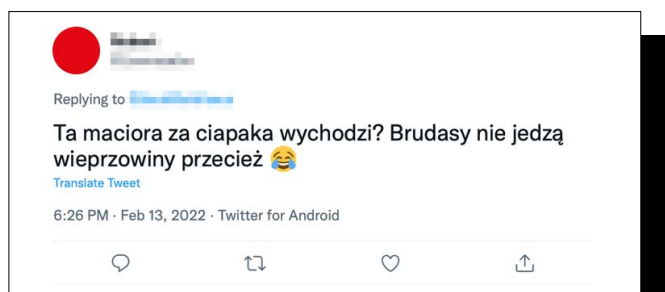 Replying to
Ta maciora za ciapaka wychodzi? Brudasy nie jedzą
wieprzowiny przecież 😂
Translate Tweet
6:26 PM · Feb 13, 2022 · Twitter for Android